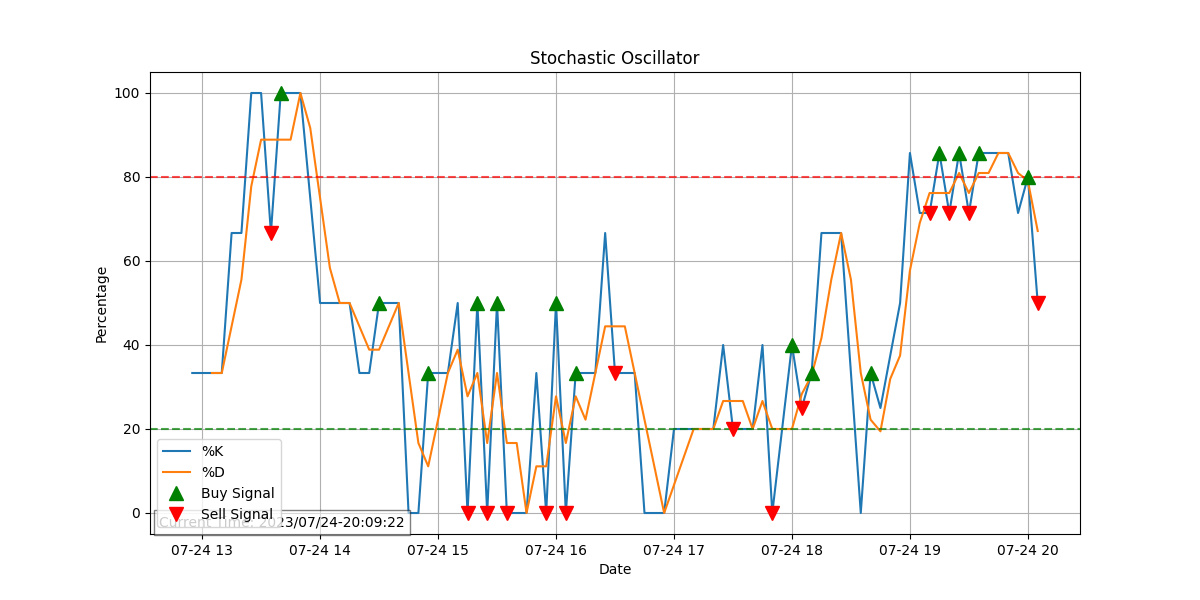 Stochastic Oscillator
Percentage
100
80
60
40
20
0
%K
%D
Buy Signal
Sell Signal
Current Time: 2023/07/24-20:09:22
07-24 13
07-24 14
07-24 15
07-24 16
07-24 17
07-24 18
07-24 19
07-24 20
Date